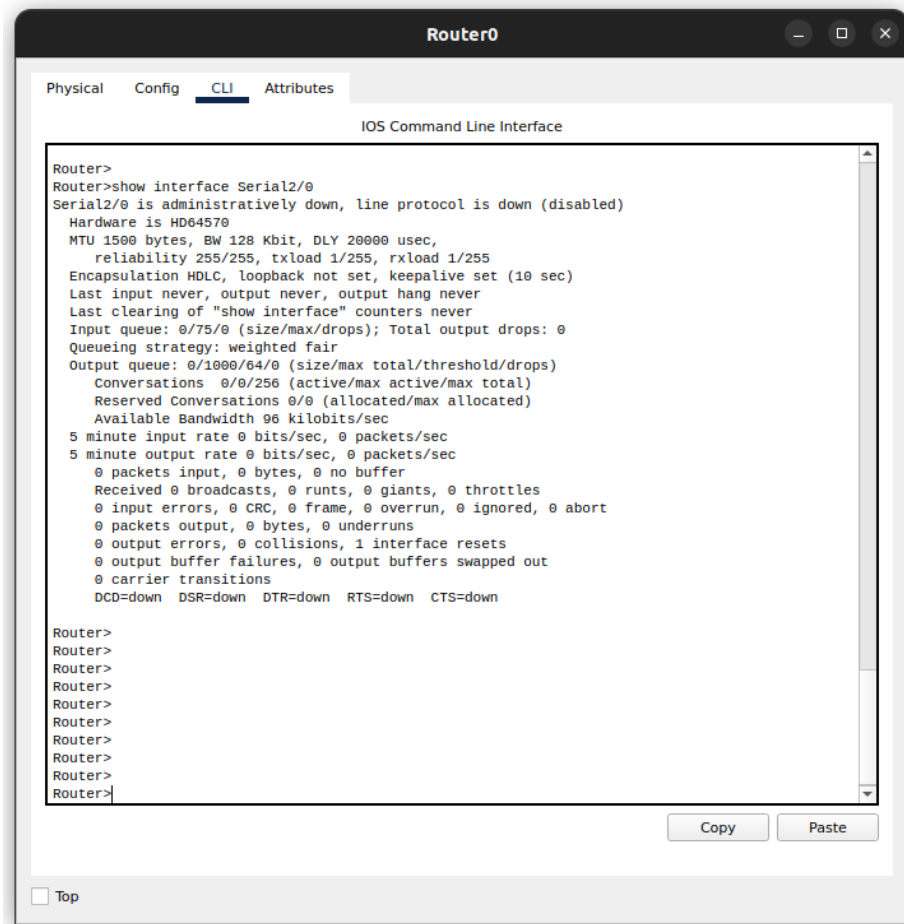 Router0
Physical Config CLI Attributes
IOS Command Line Interface
Router>
Router>show interface Serial2/0
Serial2/0 is administratively down, line protocol is down (disabled)
Hardware is HD64570
MTU 1500 bytes, BW 128 Kbit, DLY 20000 usec,
reliability 255/255, txload 1/255, rxload 1/255
Encapsulation HDLC, loopback not set, keepalive set (10 sec)
Last input never, output never, output hang never
Last clearing of "show interface" counters never
Input queue: 0/75/0 (size/max/drops); Total output drops: 0
Queueing strategy: weighted fair
Output queue: 0/1000/64/0 (size/max total/threshold/drops)
Conversations  0/0/256 (active/max active/max total)
Reserved Conversations 0/0 (allocated/max allocated)
Available Bandwidth 96 kilobits/sec
5 minute input rate 0 bits/sec, 0 packets/sec
5 minute output rate 0 bits/sec, 0 packets/sec
0 packets input, 0 bytes, 0 no buffer
Received 0 broadcasts, 0 runts, 0 giants, 0 throttles
0 input errors, 0 CRC, 0 frame, 0 overrun, 0 ignored, 0 abort
0 packets output, 0 bytes, 0 underruns
0 output errors, 0 collisions, 1 interface resets
0 output buffer failures, 0 output buffers swapped out
0 carrier transitions
DCD=down  DSR=down  DTR=down  RTS=down  CTS=down
Router>
Router>
Router>
Router>
Router>
Router>
Router>
Router>
Router>
Router>
Copy Paste
Top